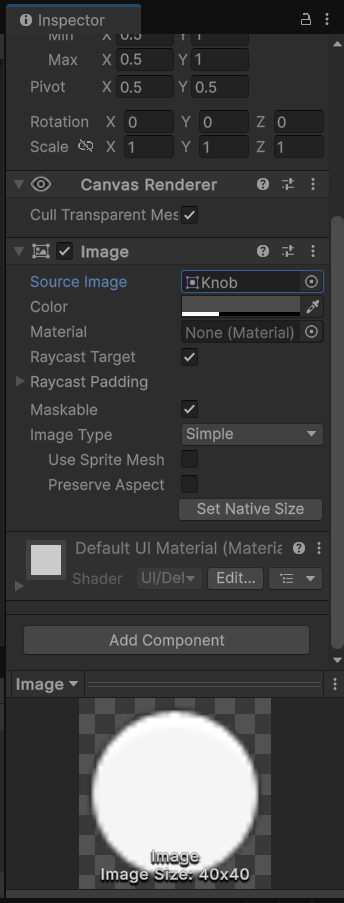 Inspector
Min X 0.5 Y 1
Max X 0.5 Y 1
Pivot X 0.5 Y 0.5
Rotation X 0 Y 0 Z 0
Scale X 1 Y 1 Z 1
Canvas Renderer
Cull Transparent Mes
Image
Source Image Knob
Color
Material None (Material)
Raycast Target
Raycast Padding
Maskable
Image Type Simple
Use Sprite Mesh
Preserve Aspect
Set Native Size
Default UI Material (Materia
Shader UI/Def Edit...
Add Component
Image
Image
Image Size: 40x40